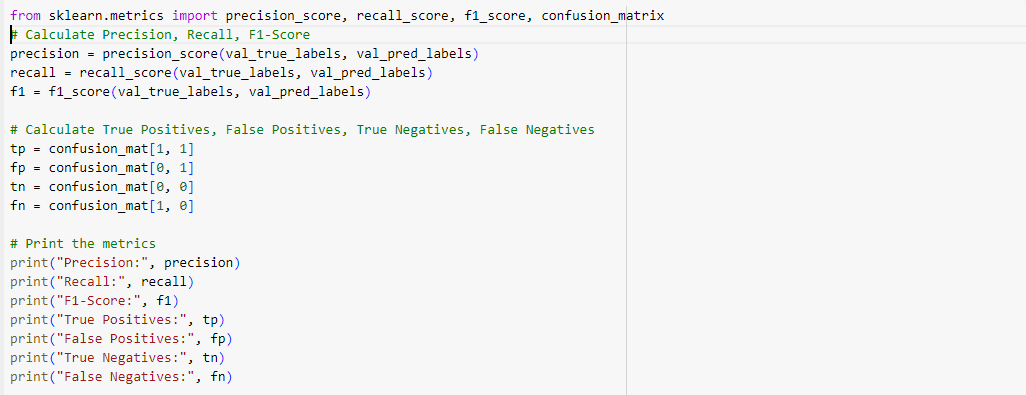 from sklearn.metrics import precision_score, recall_score, f1_score, confusion_matrix
# Calculate Precision, Recall, F1-Score
precision = precision_score(val_true_labels, val_pred_labels)
recall = recall_score(val_true_labels, val_pred_labels)
f1 = f1_score(val_true_labels, val_pred_labels)
# Calculate True Positives, False Positives, True Negatives, False Negatives
tp = confusion_mat[1, 1]
fp = confusion_mat[0, 1]
tn = confusion_mat[0, 0]
fn = confusion_mat[1, 0]
# Print the metrics
print("Precision:", precision)
print("Recall:", recall)
print("F1-Score:", f1)
print("True Positives:", tp)
print("False Positives:", fp)
print("True Negatives:", tn)
print("False Negatives:", fn)